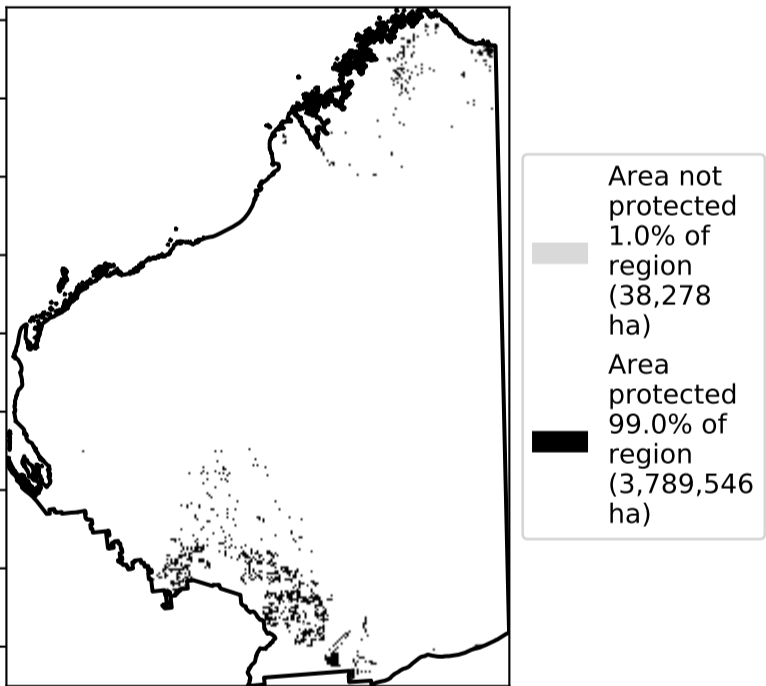 Area not
protected
1.0% of
region
(38,278
ha)
Area
protected
99.0% of
region
(3,789,546
ha)